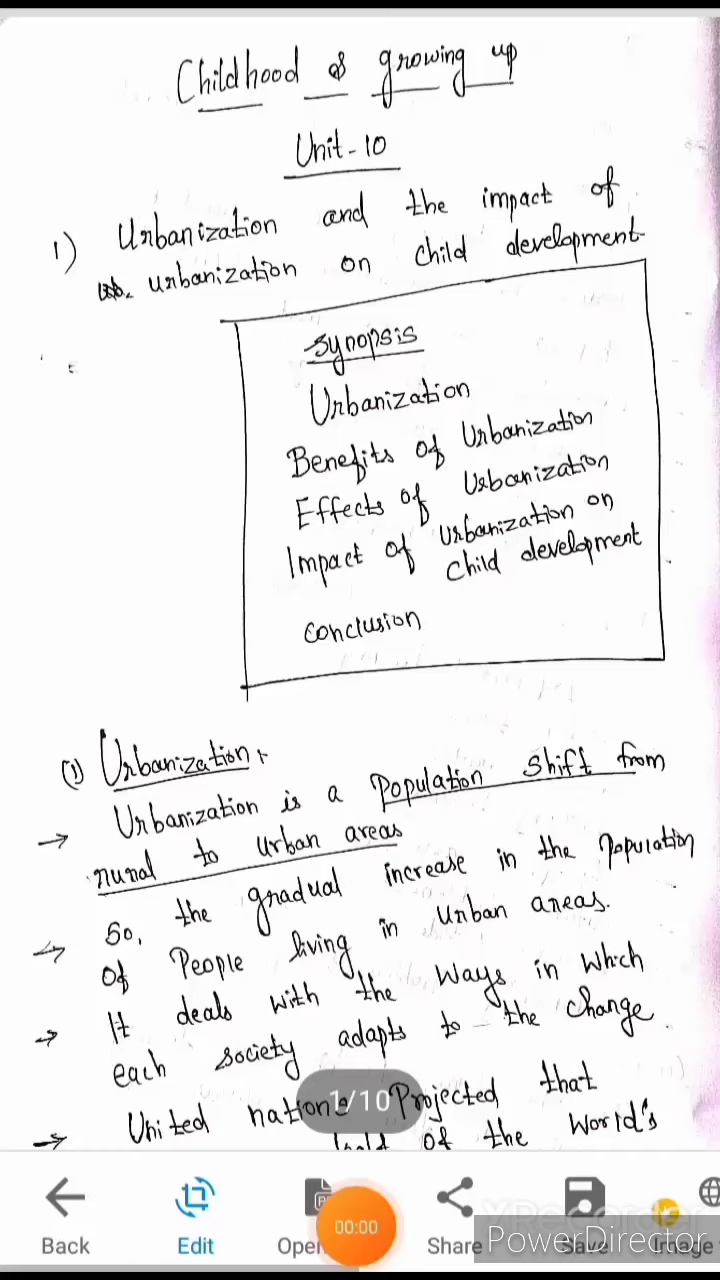 Childhood & growing up
Unit-10
1) Urbanization and the impact of
urbanization on child development
Synopsis
Urbanization
Benefits of Urbanization
Effects of Urbanization
Impact of Urbanization on
child development
Conclusion
(1) Urbanization:
→ Urbanization is a population shift from
rural to urban areas
→ So, the gradual increase in the population
of people living in urban areas.
→ It deals with the ways in which
each society adapts to the change
→ United nations projected that
of the world's
1/10
Back
Edit
Open
00:00
Share
Save
Image
XRecorder
PowerDirector